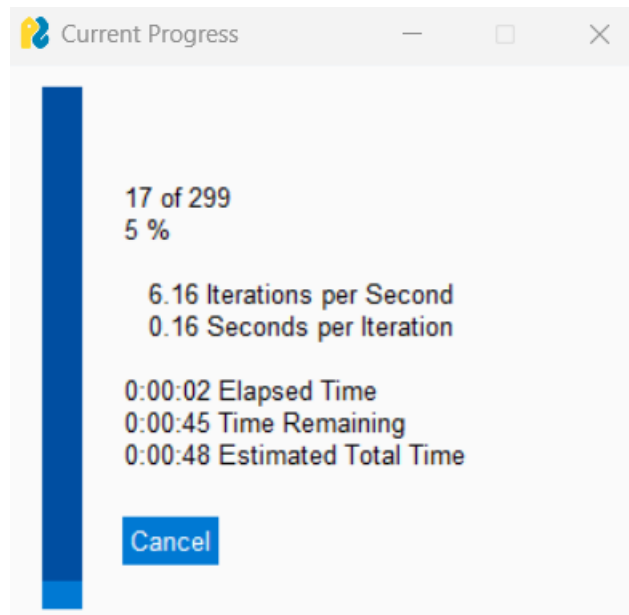 Current Progress
17 of 299
5 %
6.16 Iterations per Second
0.16 Seconds per Iteration
0:00:02 Elapsed Time
0:00:45 Time Remaining
0:00:48 Estimated Total Time
Cancel